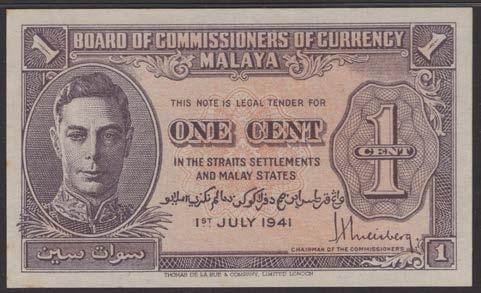 1 BOARD OF COMMISSIONERS OF CURRENCY 1
MALAYA
THIS NOTE IS LEGAL TENDER FOR
ONE CENT
IN THE STRAITS SETTLEMENTS
AND MALAY STATES
1ST JULY 1941
1
CENT
CHAIRMAN OF THE COMMISSIONERS
سوات سين
1
THOMAS DE LA RUE & COMPANY, LIMITED LONDON